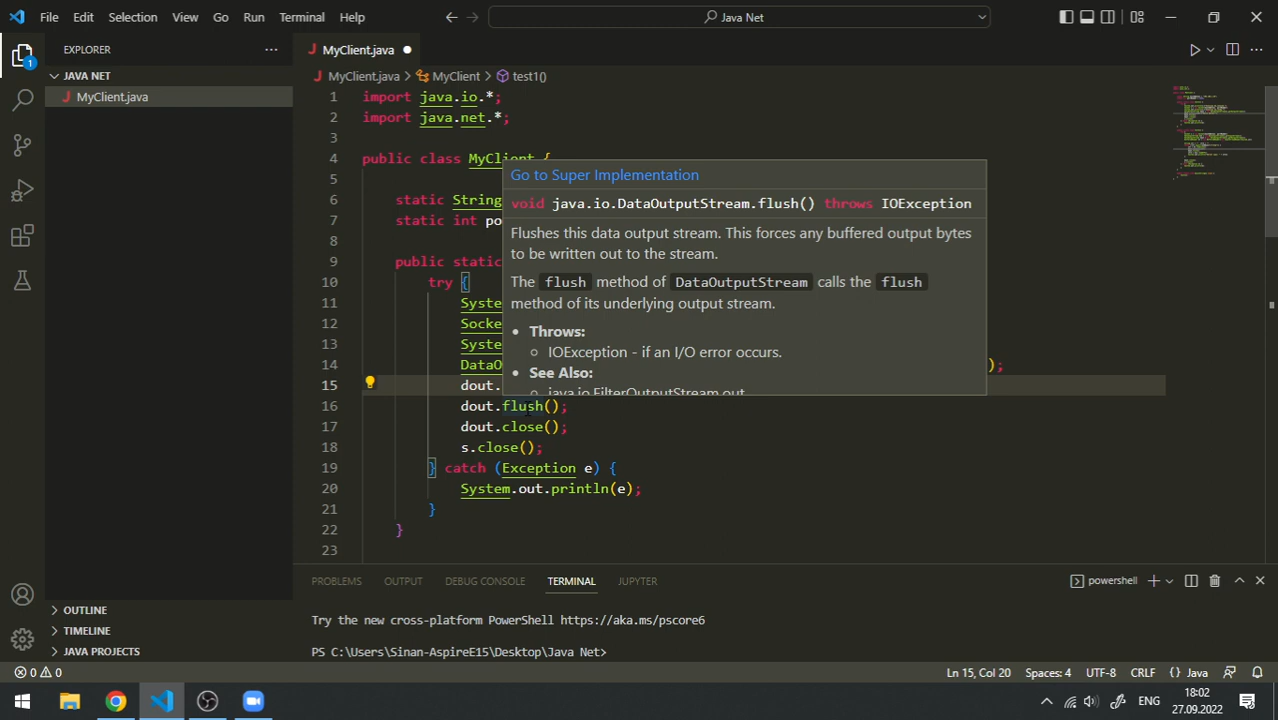 File Edit Selection View Go Run Terminal Help
Java Net
EXPLORER
MyClient.java
JAVA NET
MyClient.java
1
MyClient.java > MyClient > test1()
1 import java.io.*;
2 import java.net.*;
3
4 public class MyClient {
5
6 static String
7 static int po
8
9 public static
10 try {
11 Syste
12 Socke
13 Syste
14 DataO );
15 dout.
16 dout.flush();
17 dout.close();
18 s.close();
19 } catch (Exception e) {
20 System.out.println(e);
21 }
22 }
23
Go to Super Implementation
void java.io.DataOutputStream.flush() throws IOException
Flushes this data output stream. This forces any buffered output bytes
to be written out to the stream.
The flush method of DataOutputStream calls the flush
method of its underlying output stream.
• Throws:
IOException - if an I/O error occurs.
• See Also:
java.io.FilterOutputStream.out
PROBLEMS OUTPUT DEBUG CONSOLE TERMINAL JUPYTER
powershell
Try the new cross-platform PowerShell https://aka.ms/pscore6
PS C:\Users\Sinan-AspireE15\Desktop\Java Net>
OUTLINE
TIMELINE
JAVA PROJECTS
0 0
Ln 15, Col 20 Spaces: 4 UTF-8 CRLF {} Java
ENG
18:02
27.09.2022